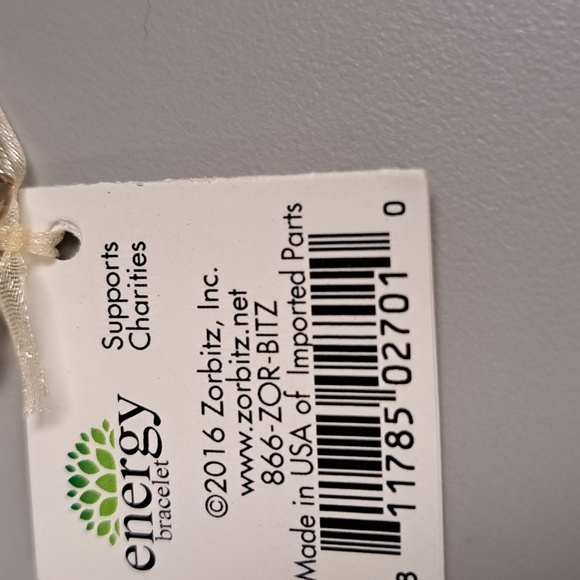 Supports
Charities
energy
bracelet
©2016 Zorbitz, Inc.
www.zorbitz.net
866-ZOR-BITZ
Made in USA of Imported Parts
8 11785 02701 0